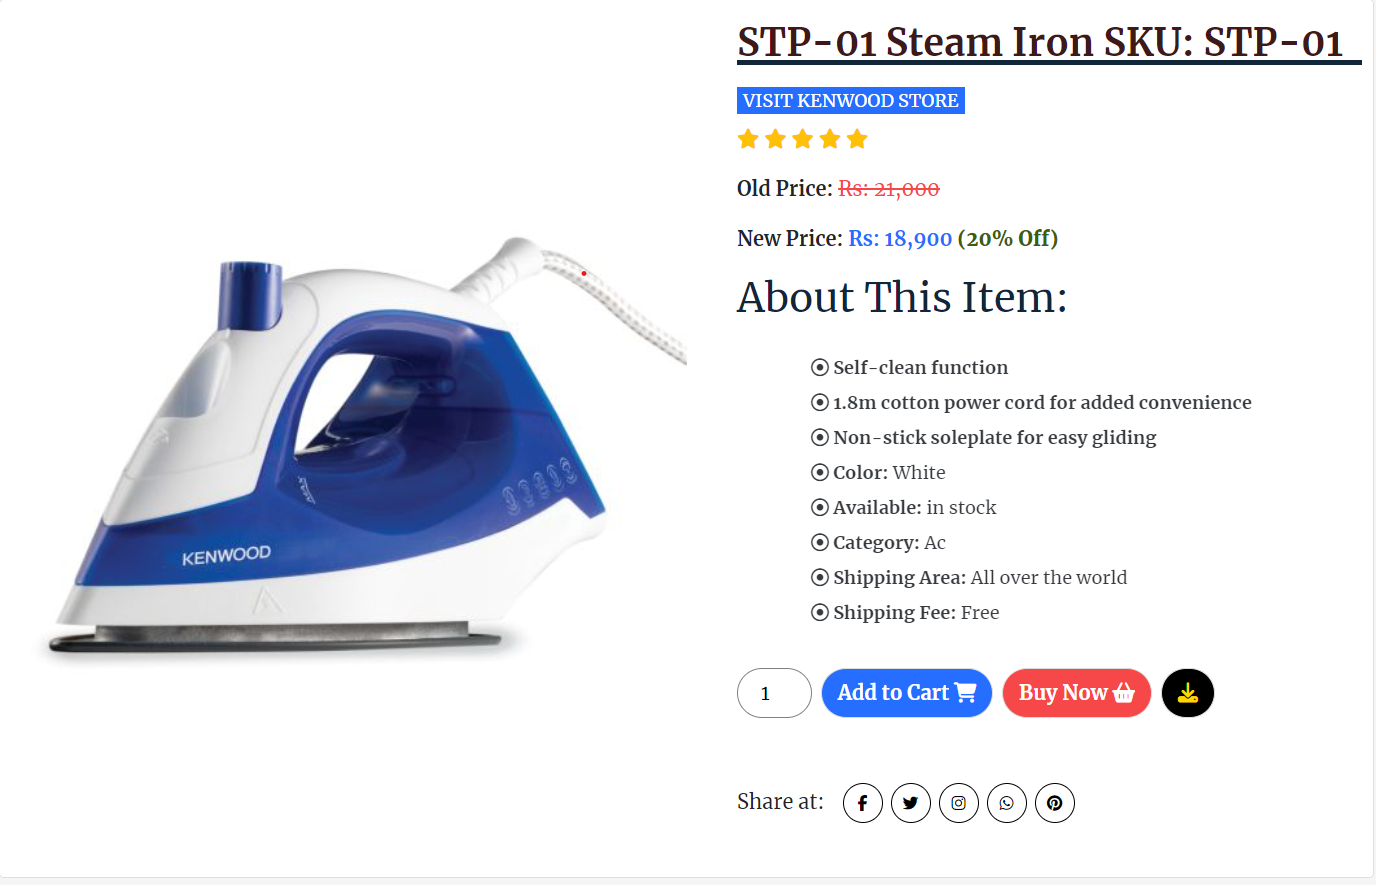 STP-01 Steam Iron SKU: STP-01
VISIT KENWOOD STORE
Old Price: Rs: 21,000
New Price: Rs: 18,900 (20% Off)
About This Item:
Self-clean function
1.8m cotton power cord for added convenience
Non-stick soleplate for easy gliding
Color: White
Available: in stock
Category: Ac
Shipping Area: All over the world
Shipping Fee: Free
1
Add to Cart
Buy Now
Share at:
KENWOOD
MAX